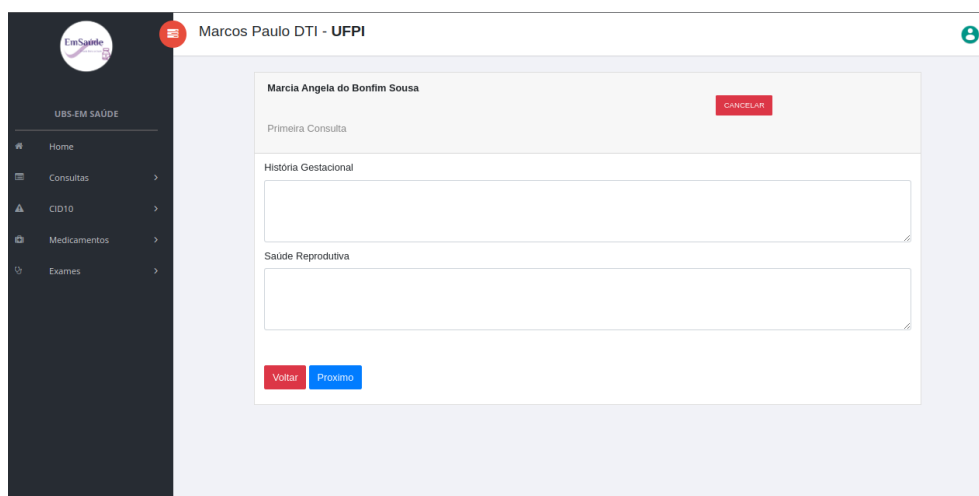 EmSaúde
Marcos Paulo DTI - UFPI
UBS-EM SAÚDE
Home
Consultas
CID10
Medicamentos
Exames
Marcia Angela do Bonfim Sousa
CANCELAR
Primeira Consulta
História Gestacional
Saúde Reprodutiva
Voltar
Proximo